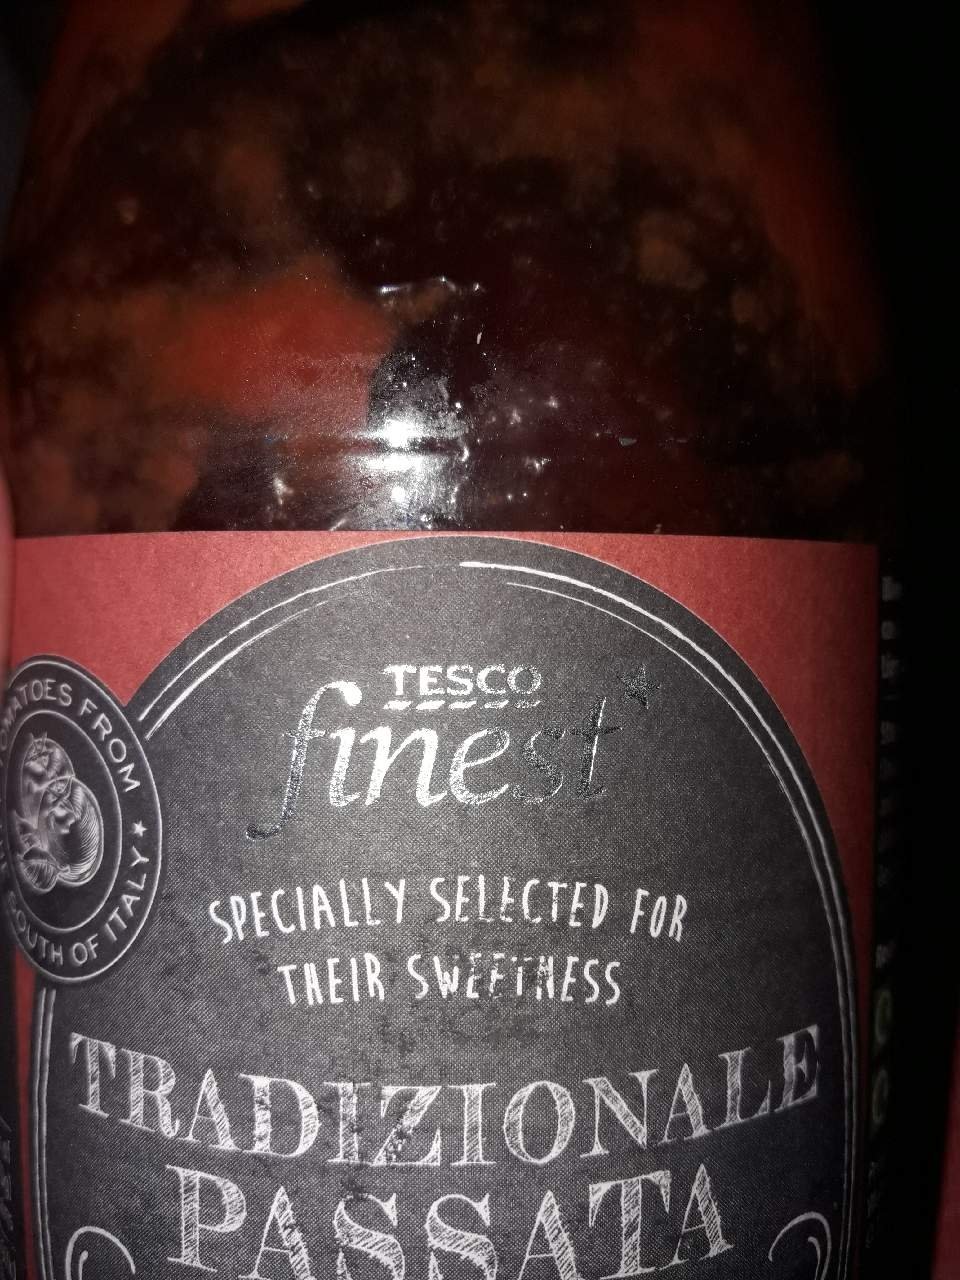 TESCO
finest*
SPECIALLY SELECTED FOR
THEIR SWEETNESS
TRADIZIONALE
PASSATA
TOMATOES FROM
SOUTH OF ITALY *